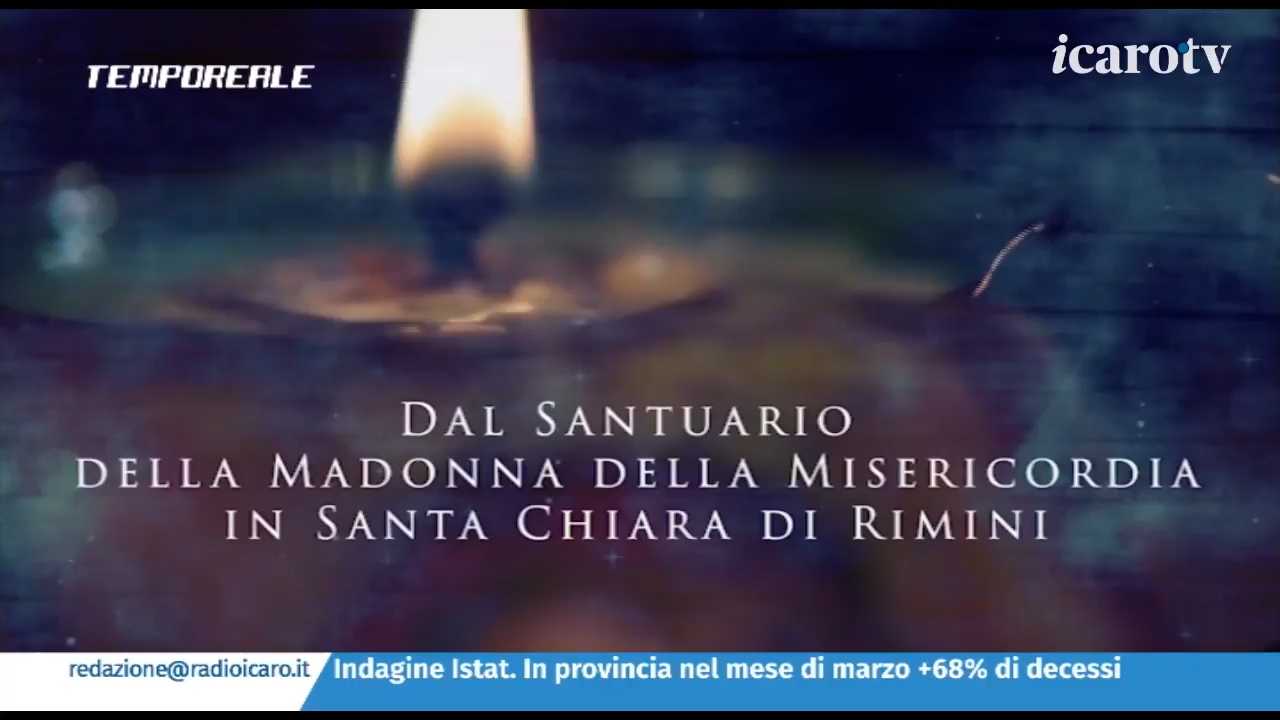 TEMPOREALE
icarotv
DAL SANTUARIO
DELLA MADONNA DELLA MISERICORDIA
IN SANTA CHIARA DI RIMINI
redazione@radioicaro.it
Indagine Istat. In provincia nel mese di marzo +68% di decessi